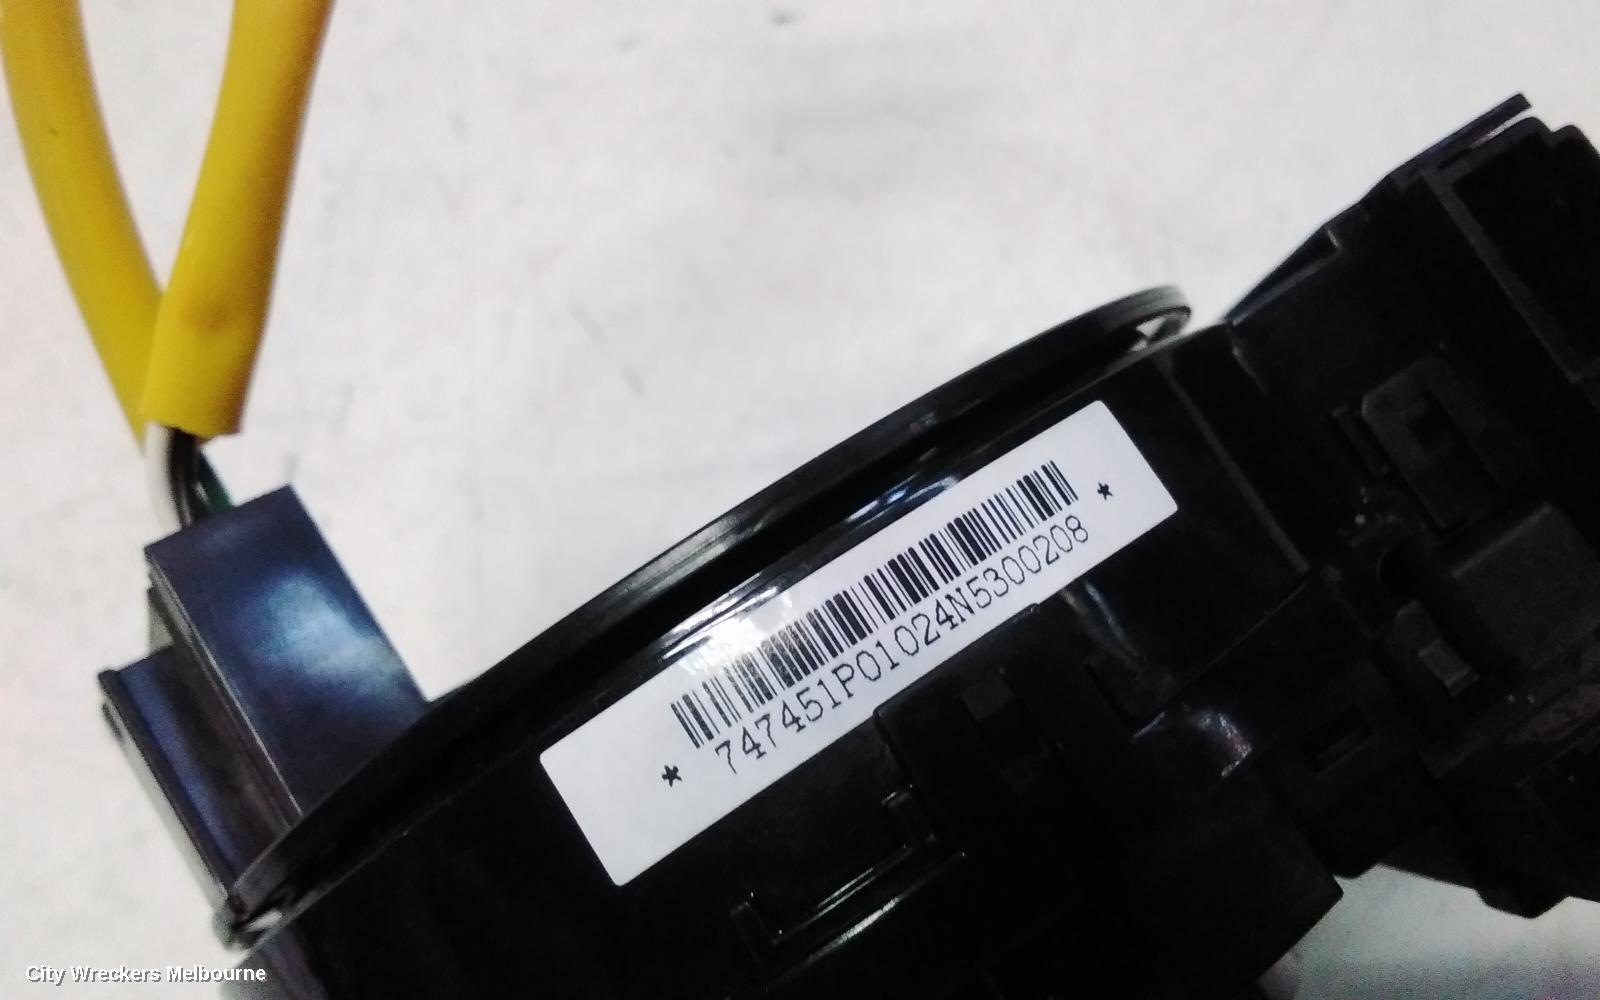 * 747451P01024N5300208 *
City Wreckers Melbourne